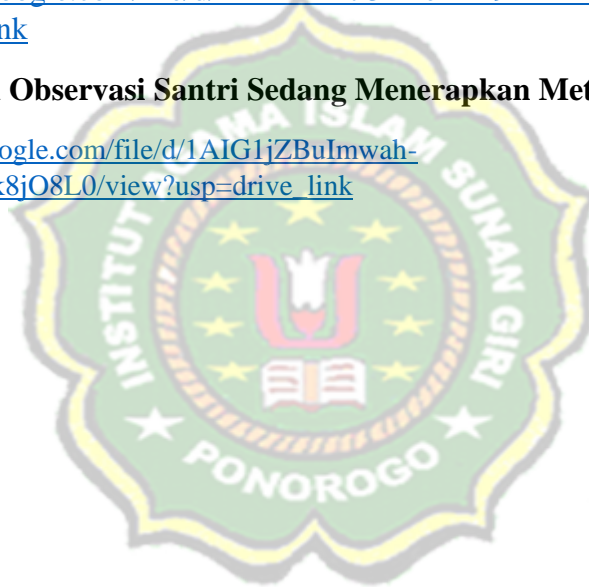 nk
Observasi Santri Sedang Menerapkan Met
ogle.com/file/d/1AIG1jZBuImwah-
x8jO8L0/view?usp=drive_link
INSTITUT AGAMA ISLAM SUNAN GIRI
PONOROGO